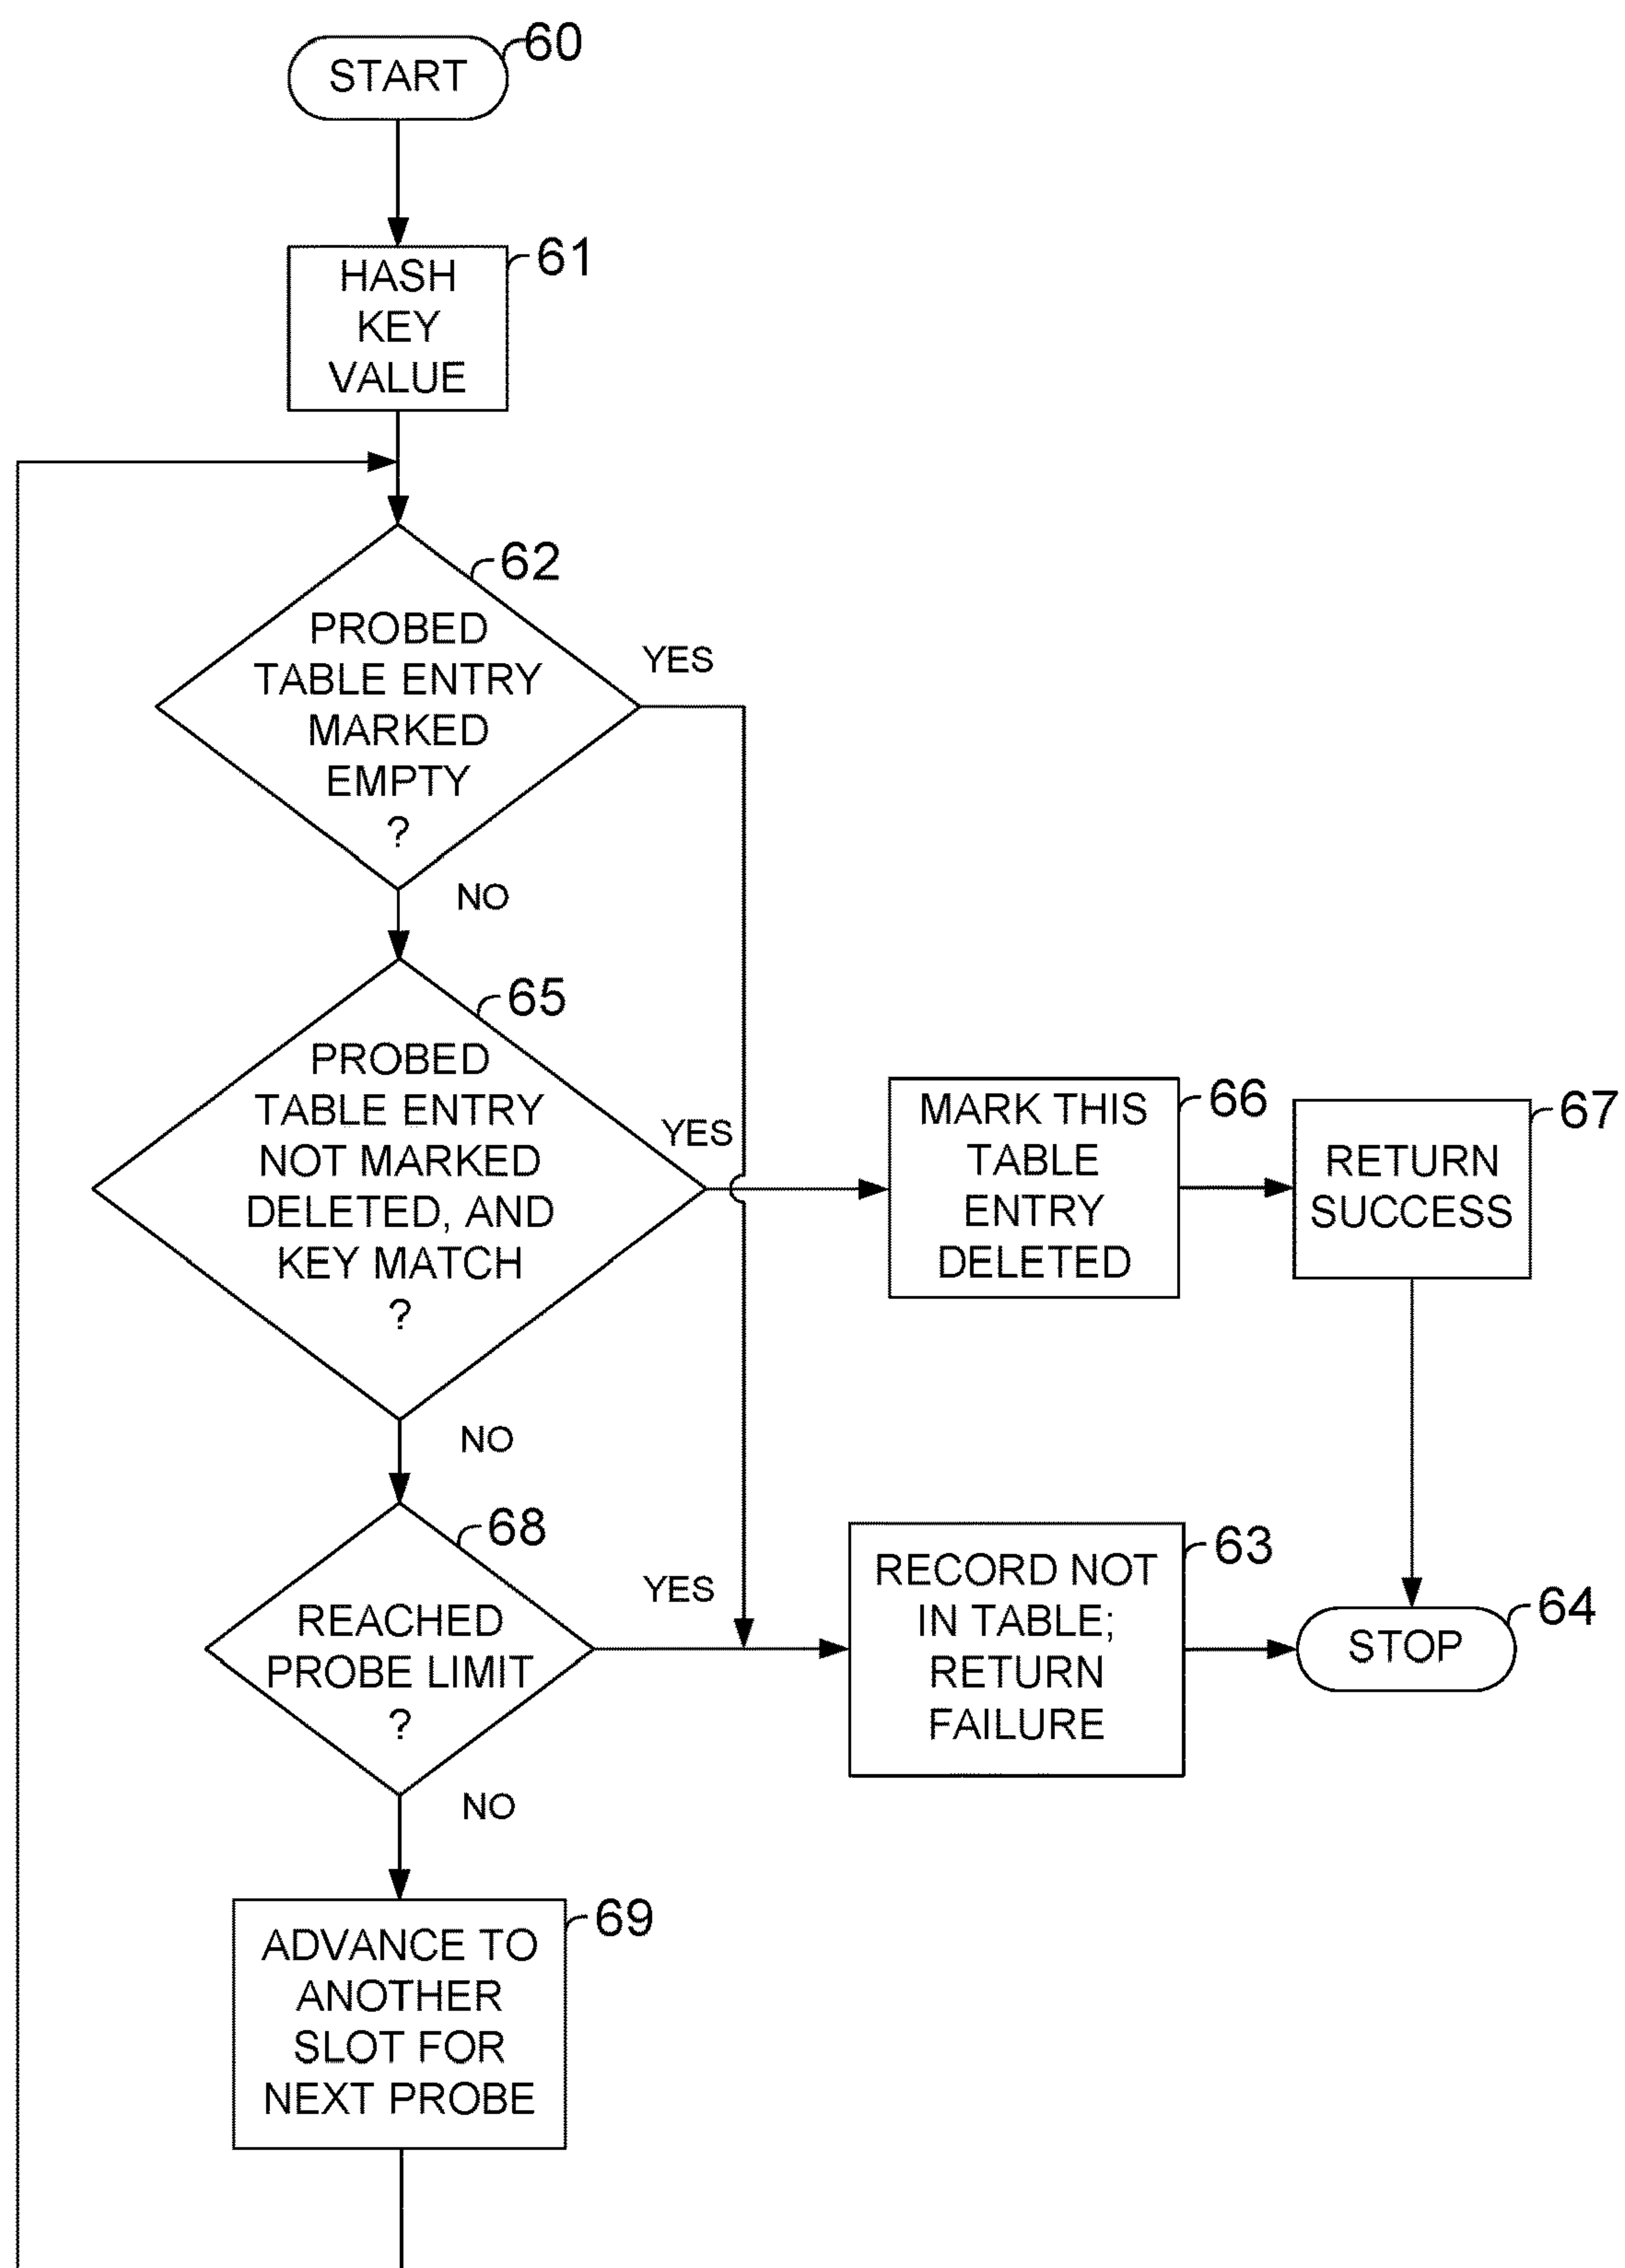 START
60
HASH
KEY
VALUE
61
PROBED
TABLE ENTRY
MARKED
EMPTY
?
62
YES
NO
PROBED
TABLE ENTRY
NOT MARKED
DELETED, AND
KEY MATCH
?
65
YES
NO
MARK THIS
TABLE
ENTRY
DELETED
66
RETURN
SUCCESS
67
REACHED
PROBE LIMIT
?
68
YES
NO
RECORD NOT
IN TABLE;
RETURN
FAILURE
63
STOP
64
ADVANCE TO
ANOTHER
SLOT FOR
NEXT PROBE
69